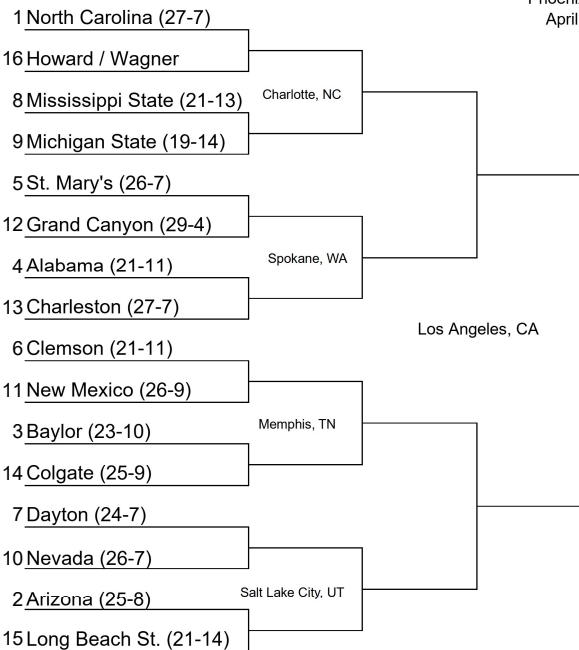 April
1 North Carolina (27-7)
16 Howard / Wagner
8 Mississippi State (21-13)
Charlotte, NC
9 Michigan State (19-14)
5 St. Mary's (26-7)
12 Grand Canyon (29-4)
Spokane, WA
4 Alabama (21-11)
13 Charleston (27-7)
Los Angeles, CA
6 Clemson (21-11)
11 New Mexico (26-9)
Memphis, TN
3 Baylor (23-10)
14 Colgate (25-9)
7 Dayton (24-7)
10 Nevada (26-7)
Salt Lake City, UT
2 Arizona (25-8)
15 Long Beach St. (21-14)